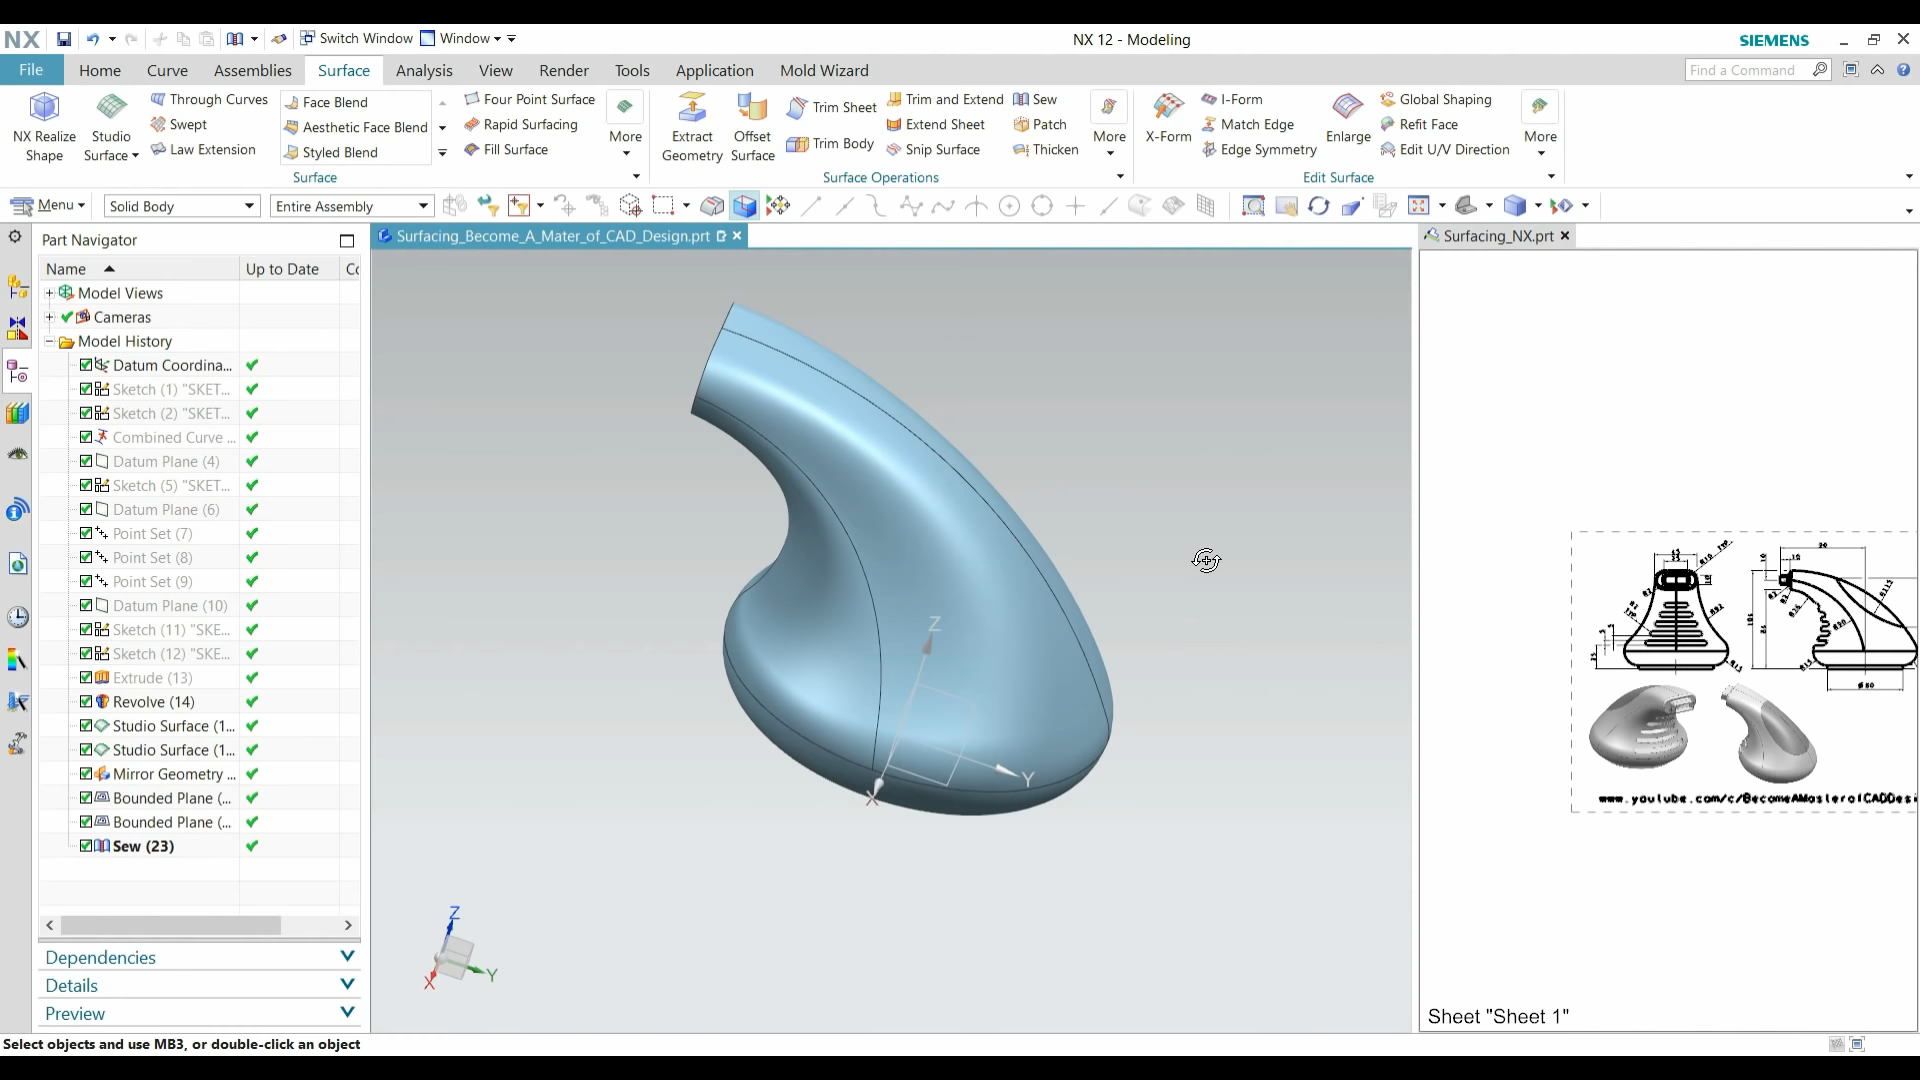 NX
Switch Window
Window
NX 12 - Modeling
SIEMENS
File
Home
Curve
Assemblies
Surface
Analysis
View
Render
Tools
Application
Mold Wizard
Find a Command
NX Realize Shape
Studio Surface
Through Curves
Swept
Law Extension
Face Blend
Aesthetic Face Blend
Styled Blend
Four Point Surface
Rapid Surfacing
Fill Surface
More
Surface
Extract Geometry
Offset Surface
Trim Sheet
Trim Body
Trim and Extend
Extend Sheet
Snip Surface
Sew
Patch
Thicken
More
Surface Operations
X-Form
I-Form
Match Edge
Edge Symmetry
Enlarge
Global Shaping
Refit Face
Edit U/V Direction
More
Edit Surface
Menu
Solid Body
Entire Assembly
Part Navigator
Surfacing_Become_A_Mater_of_CAD_Design.prt
Surfacing_NX.prt
Name
Up to Date
Model Views
Cameras
Model History
Datum Coordina...
Sketch (1) "SKET...
Sketch (2) "SKET...
Combined Curve ...
Datum Plane (4)
Sketch (5) "SKET...
Datum Plane (6)
Point Set (7)
Point Set (8)
Point Set (9)
Datum Plane (10)
Sketch (11) "SKE...
Sketch (12) "SKE...
Extrude (13)
Revolve (14)
Studio Surface (1...
Studio Surface (1...
Mirror Geometry ...
Bounded Plane (...
Bounded Plane (...
Sew (23)
Dependencies
Details
Preview
Z
Y
X
Z
Y
X
www.youtube.com/c/BecomeAMasterofCADDesi
Sheet "Sheet 1"
Select objects and use MB3, or double-click an object